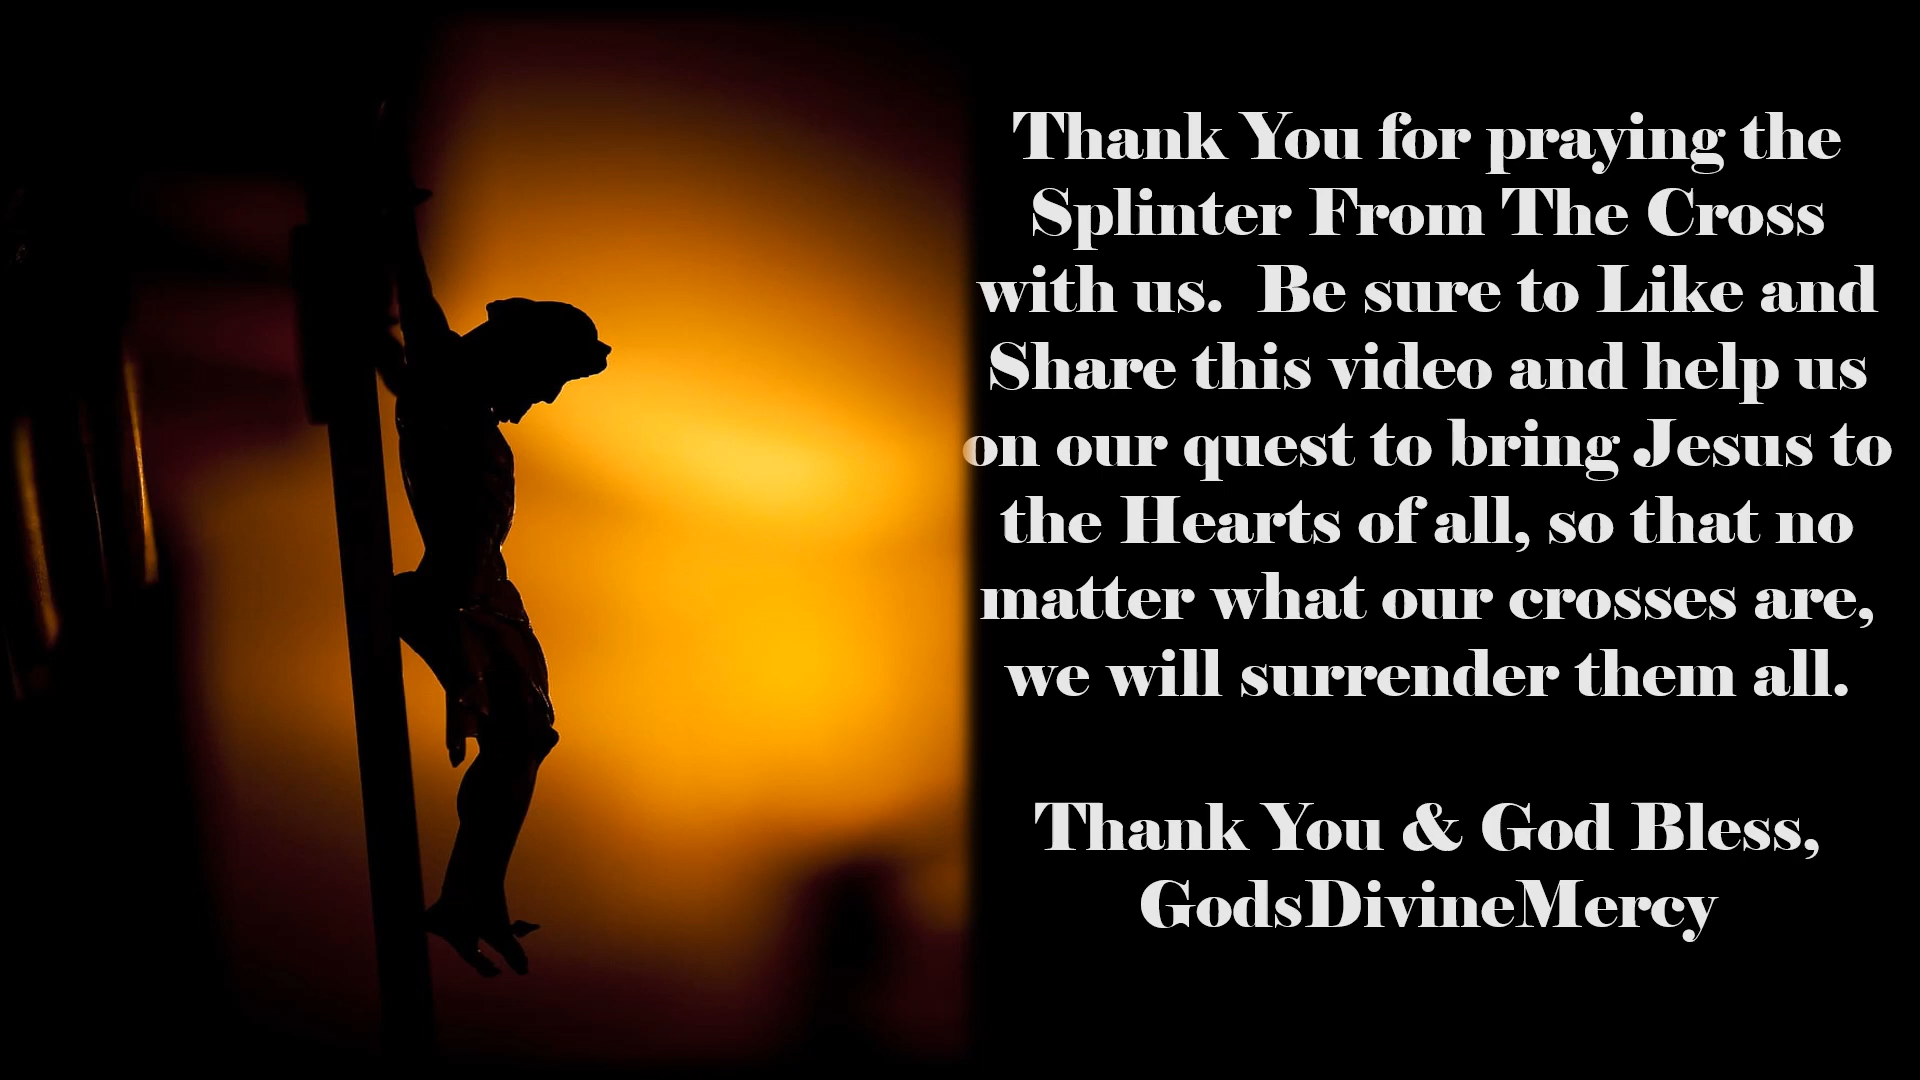 Thank You for praying the
Splinter From The Cross
with us.  Be sure to Like and
Share this video and help us
on our quest to bring Jesus to
the Hearts of all, so that no
matter what our crosses are,
we will surrender them all.
Thank You & God Bless,
GodsDivineMercy